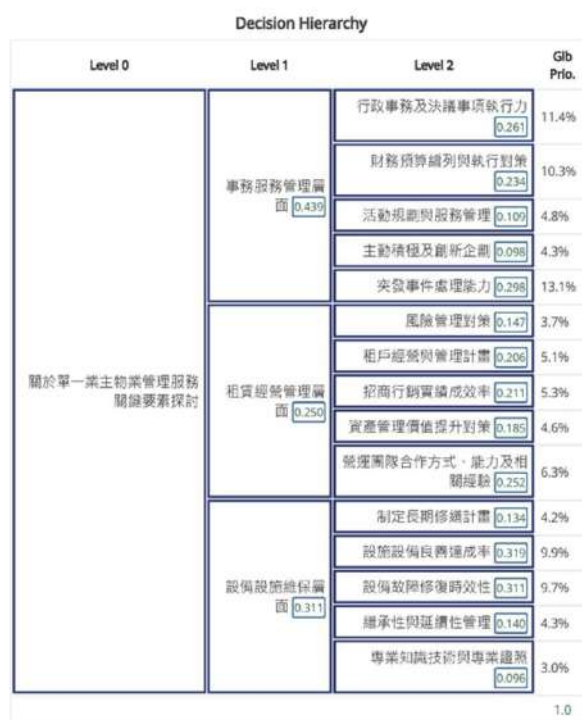 Decision Hierarchy
Level 0
Level 1
Level 2
Glb
Prio.
關於單一業主物業管理服務
關鍵要素探討
事務服務管理層
面 0.439
行政事務及決議事項執行力
0.261
11.4%
財務預算編列與執行對策
0.234
10.3%
活動規劃與服務管理 0.109
4.8%
主動積極及創新企劃 0.098
4.3%
突發事件處理能力 0.298
13.1%
租賃經營管理層
面 0.250
風險管理對策 0.147
3.7%
租戶經營與管理計畫 0.206
5.1%
招商行銷實績成效率 0.211
5.3%
資產管理價值提升對策 0.185
4.6%
營運團隊合作方式、能力及相
關經驗 0.252
6.3%
設備設施維保層
面 0.311
制定長期修繕計畫 0.134
4.2%
設施設備良善達成率 0.319
9.9%
設備故障修復時效性 0.311
9.7%
繼承性與延續性管理 0.140
4.3%
專業知識技術與專業證照
0.096
3.0%
1.0